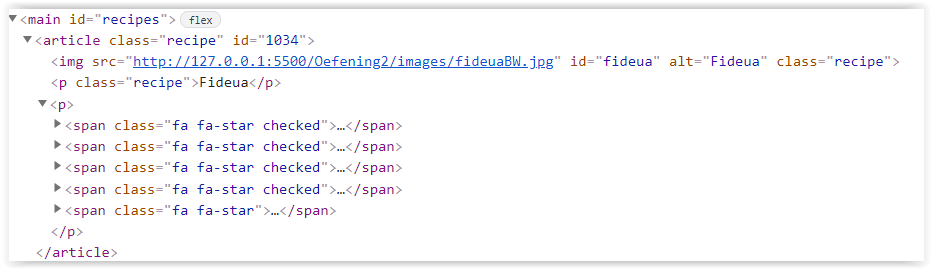 <main id="recipes"> flex
<article class="recipe" id="1034">
<img src="http://127.0.0.1:5500/Oefening2/images/fideuaBW.jpg" id="fideua" alt="Fideua" class="recipe">
<p class="recipe">Fideua</p>
<p>
<span class="fa fa-star checked">…</span>
<span class="fa fa-star checked">…</span>
<span class="fa fa-star checked">…</span>
<span class="fa fa-star checked">…</span>
<span class="fa fa-star">…</span>
</p>
</article>